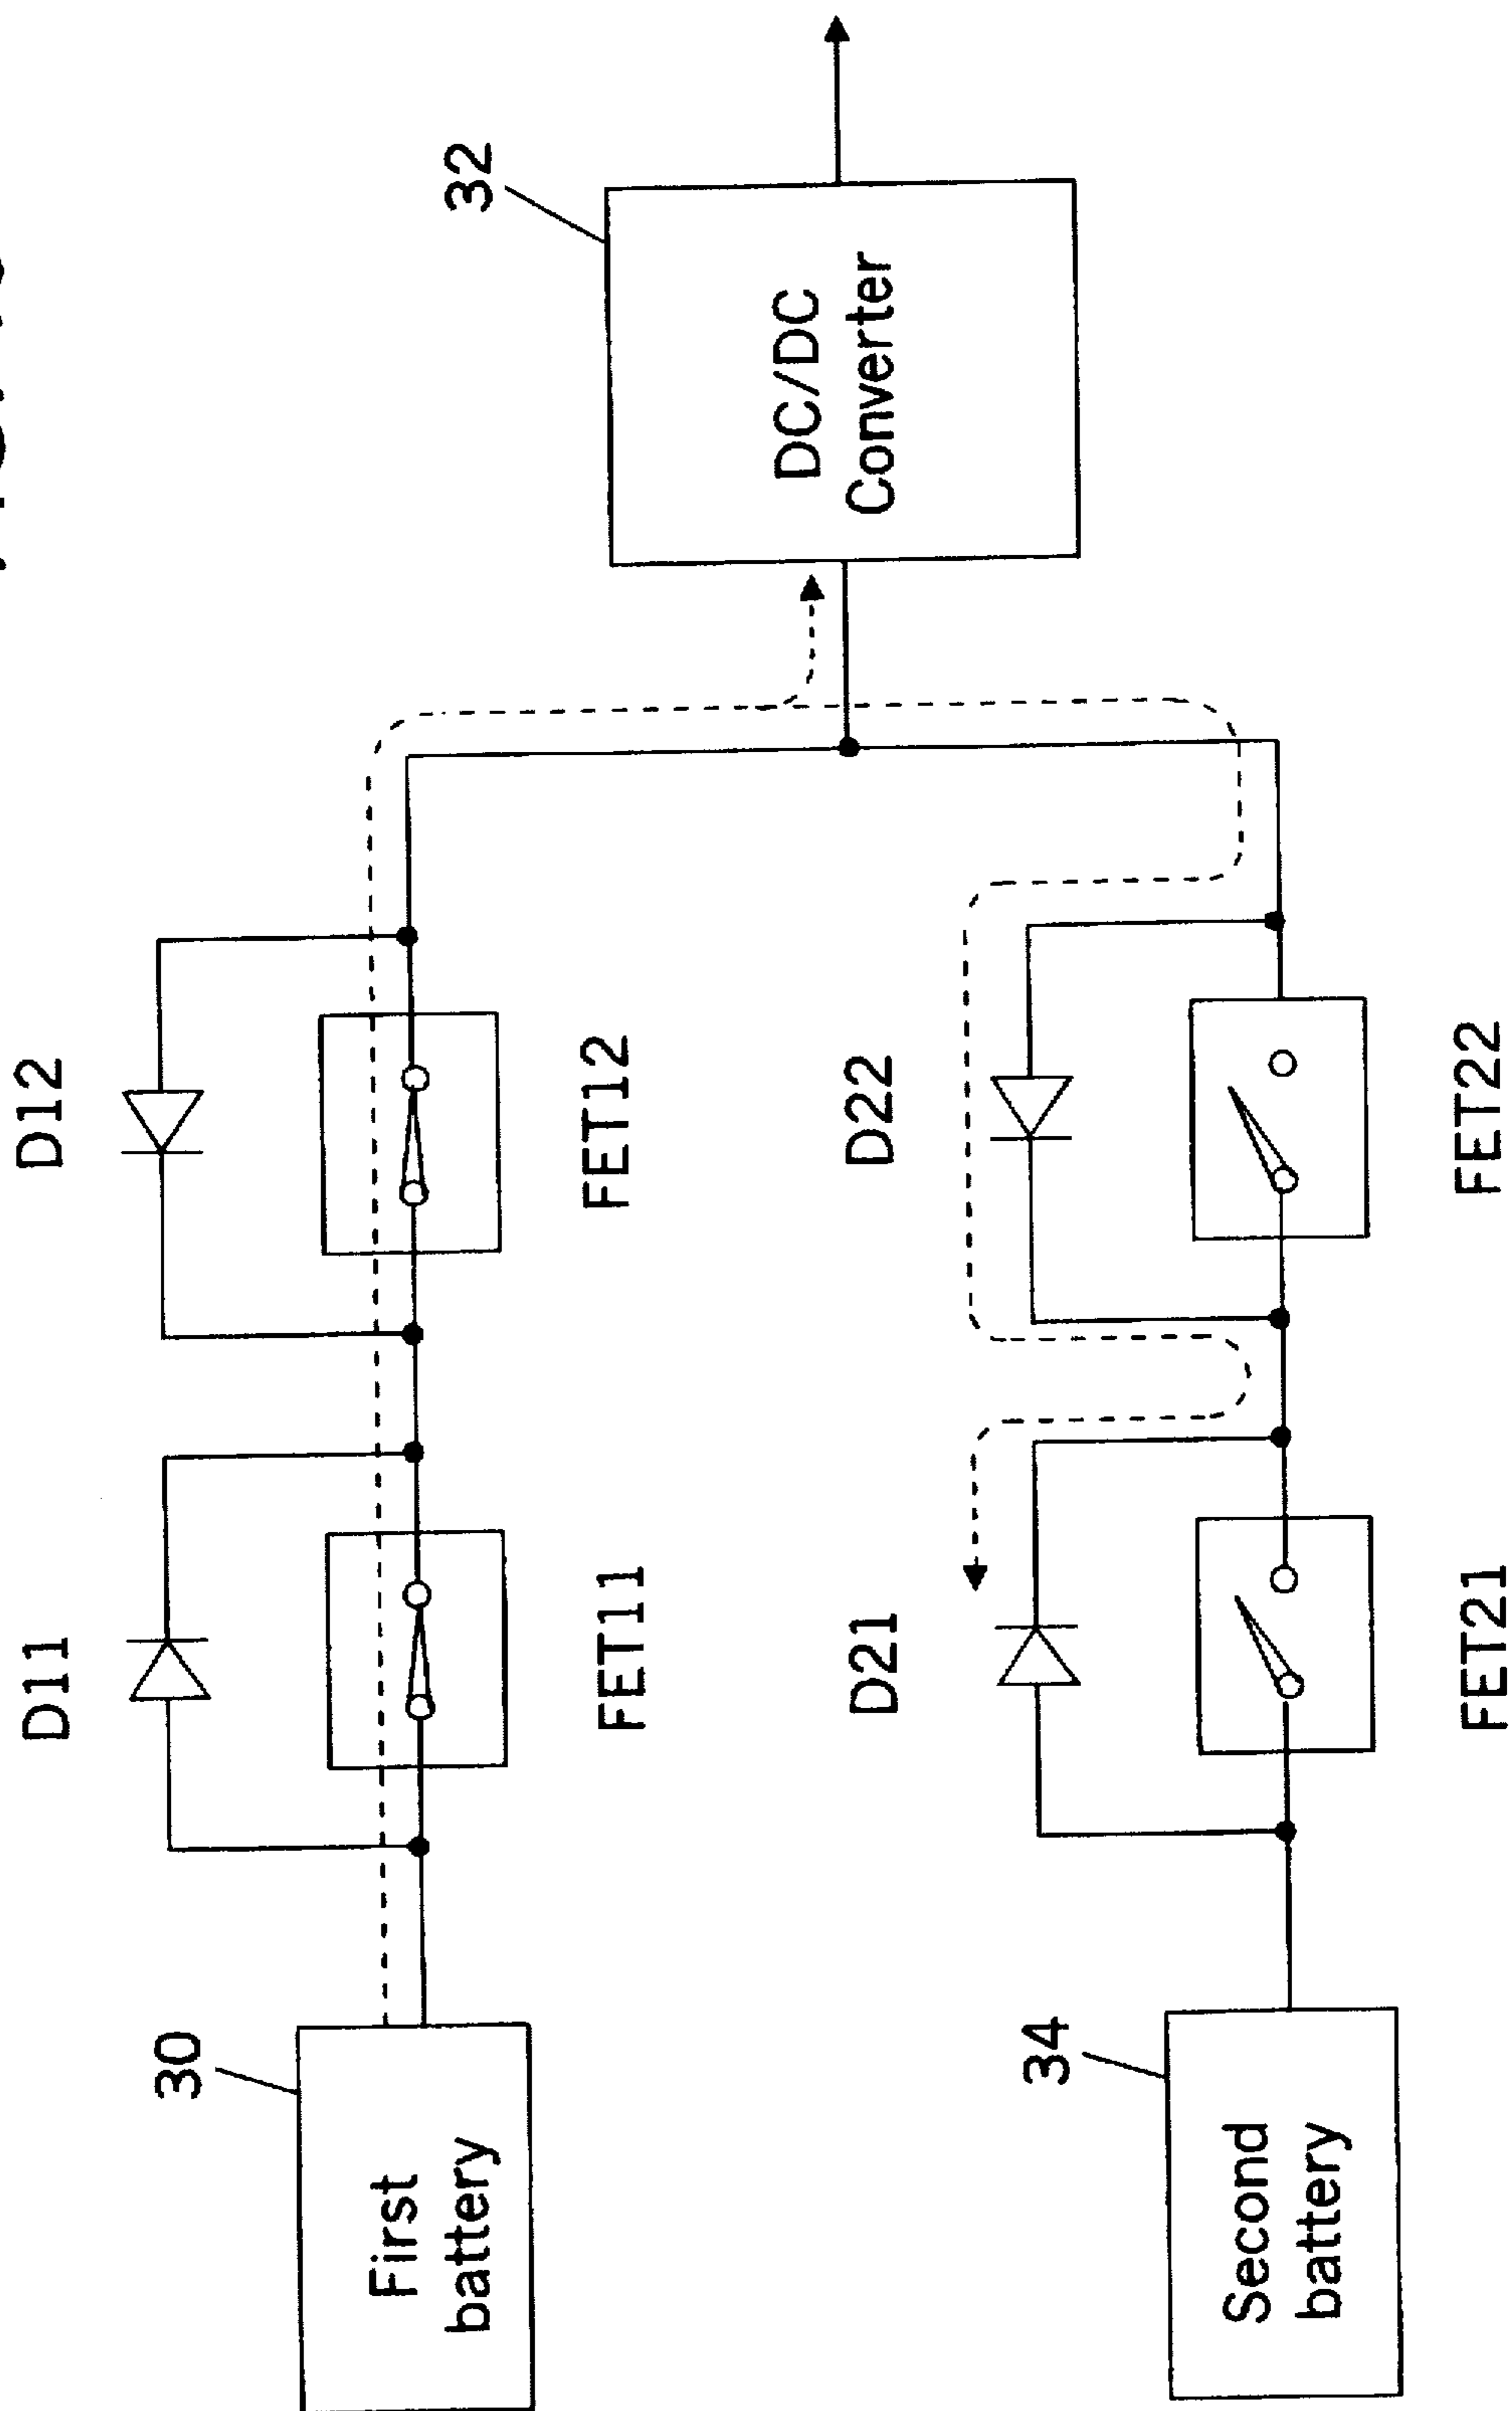 32
DC/DC
Converter
D12
FET12
D11
FET11
30
First
battery
D22
FET22
D21
FET21
34
Second
battery